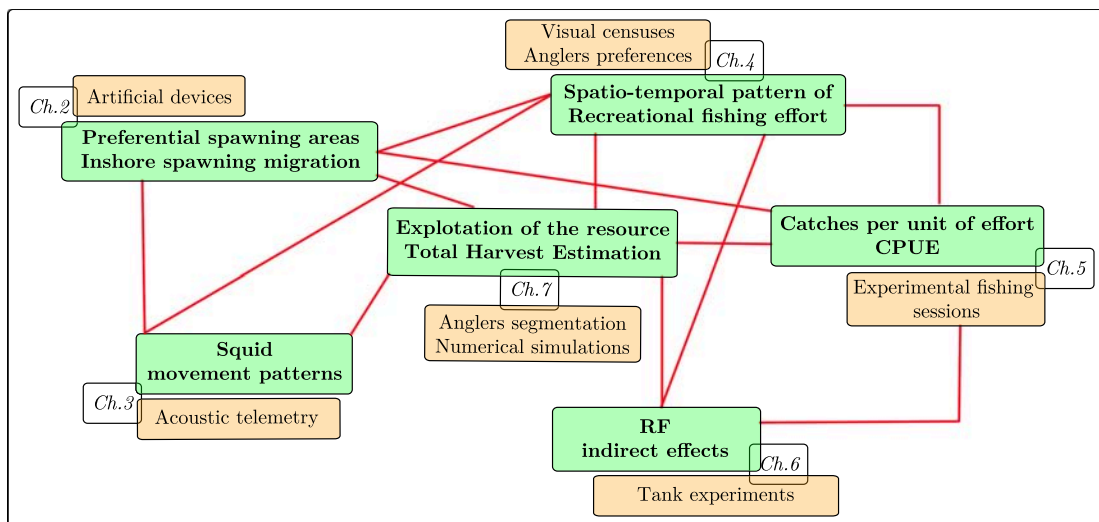 Visual censuses
Anglers preferences
Ch.4
Spatio-temporal pattern of
Recreational fishing effort
Artificial devices
Ch.2
Preferential spawning areas
Inshore spawning migration
Explotation of the resource
Total Harvest Estimation
Ch.7
Anglers segmentation
Numerical simulations
Catches per unit of effort
CPUE
Ch.5
Experimental fishing
sessions
Squid
movement patterns
Ch.3
Acoustic telemetry
RF
indirect effects
Ch.6
Tank experiments